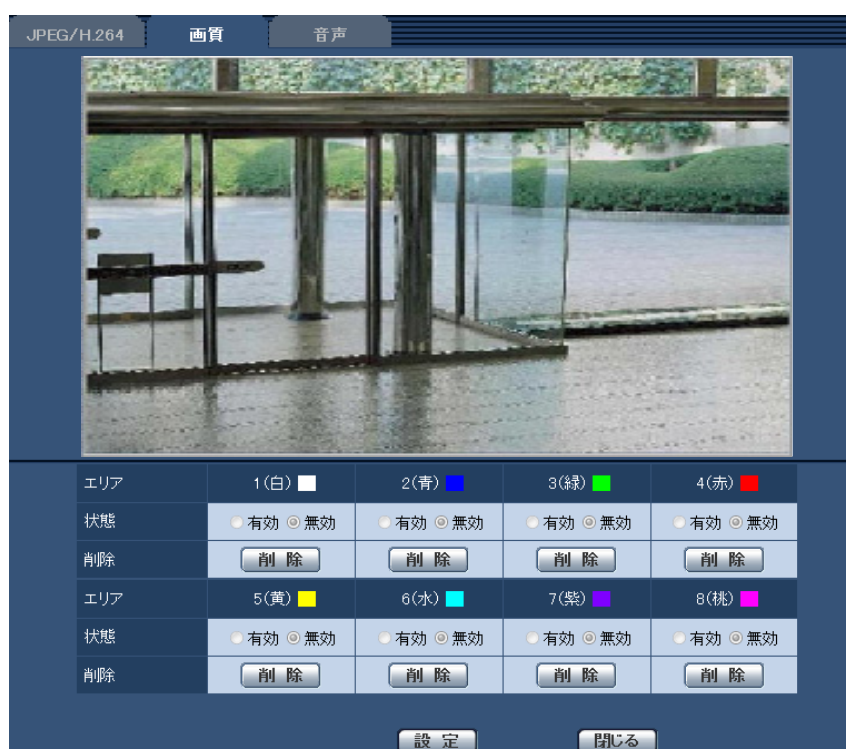 JPEG/H.264 画質 音声
エリア 1(白) 2(青) 3(緑) 4(赤)
状態 有効 無効 有効 無効 有効 無効 有効 無効
削除 削 除 削 除 削 除 削 除
エリア 5(黄) 6(水) 7(紫) 8(桃)
状態 有効 無効 有効 無効 有効 無効 有効 無効
削除 削 除 削 除 削 除 削 除
設 定 閉じる